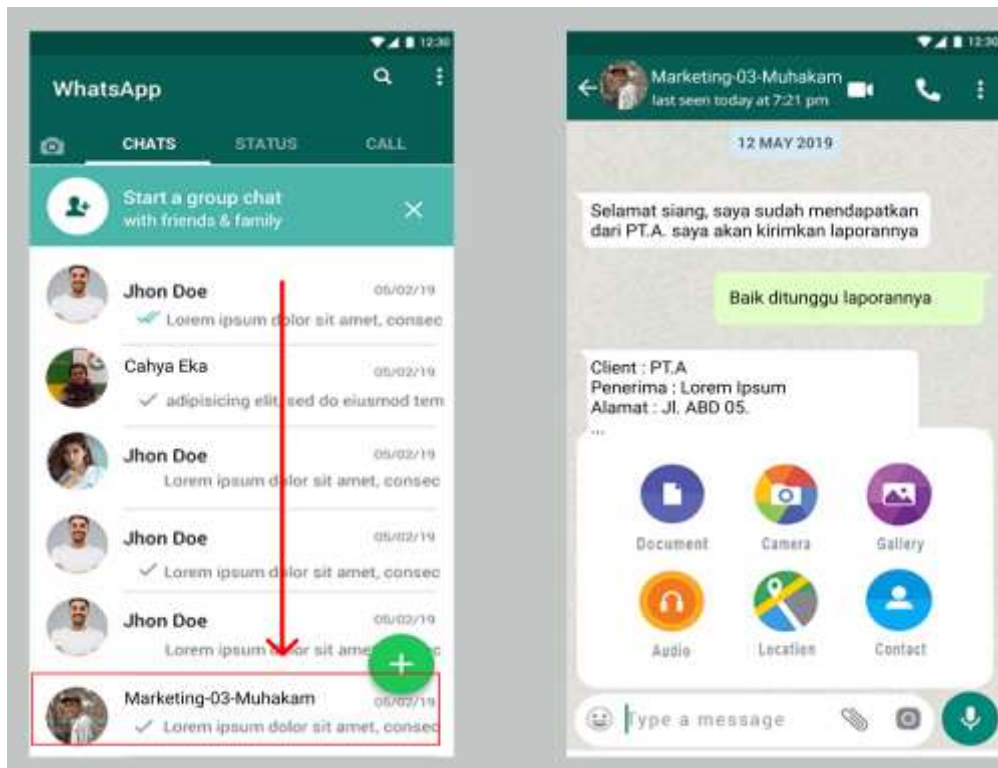 12:30
WhatsApp
CHATS STATUS CALL
Start a group chat
with friends & family
Jhon Doe 05/02/19
Lorem ipsum dolor sit amet, consec
Cahya Eka 05/02/19
adipisicing elit, sed do eiusmod tem
Jhon Doe 05/02/19
Lorem ipsum dolor sit amet, consec
Jhon Doe 05/02/19
Lorem ipsum dolor sit amet, consec
Jhon Doe 05/02/19
Lorem ipsum dolor sit ame c
Marketing-03-Muhakam 05/02/19
Lorem ipsum dolor sit amet, consec
12:30
Marketing-03-Muhakam
last seen today at 7:21 pm
12 MAY 2019
Selamat siang, saya sudah mendapatkan
dari PT.A. saya akan kirimkan laporannya
Baik ditunggu laporannya
Client : PT.A
Penerima : Lorem Ipsum
Alamat : Jl. ABD 05.
...
Document Camera Gallery
Audio Location Contact
Type a message